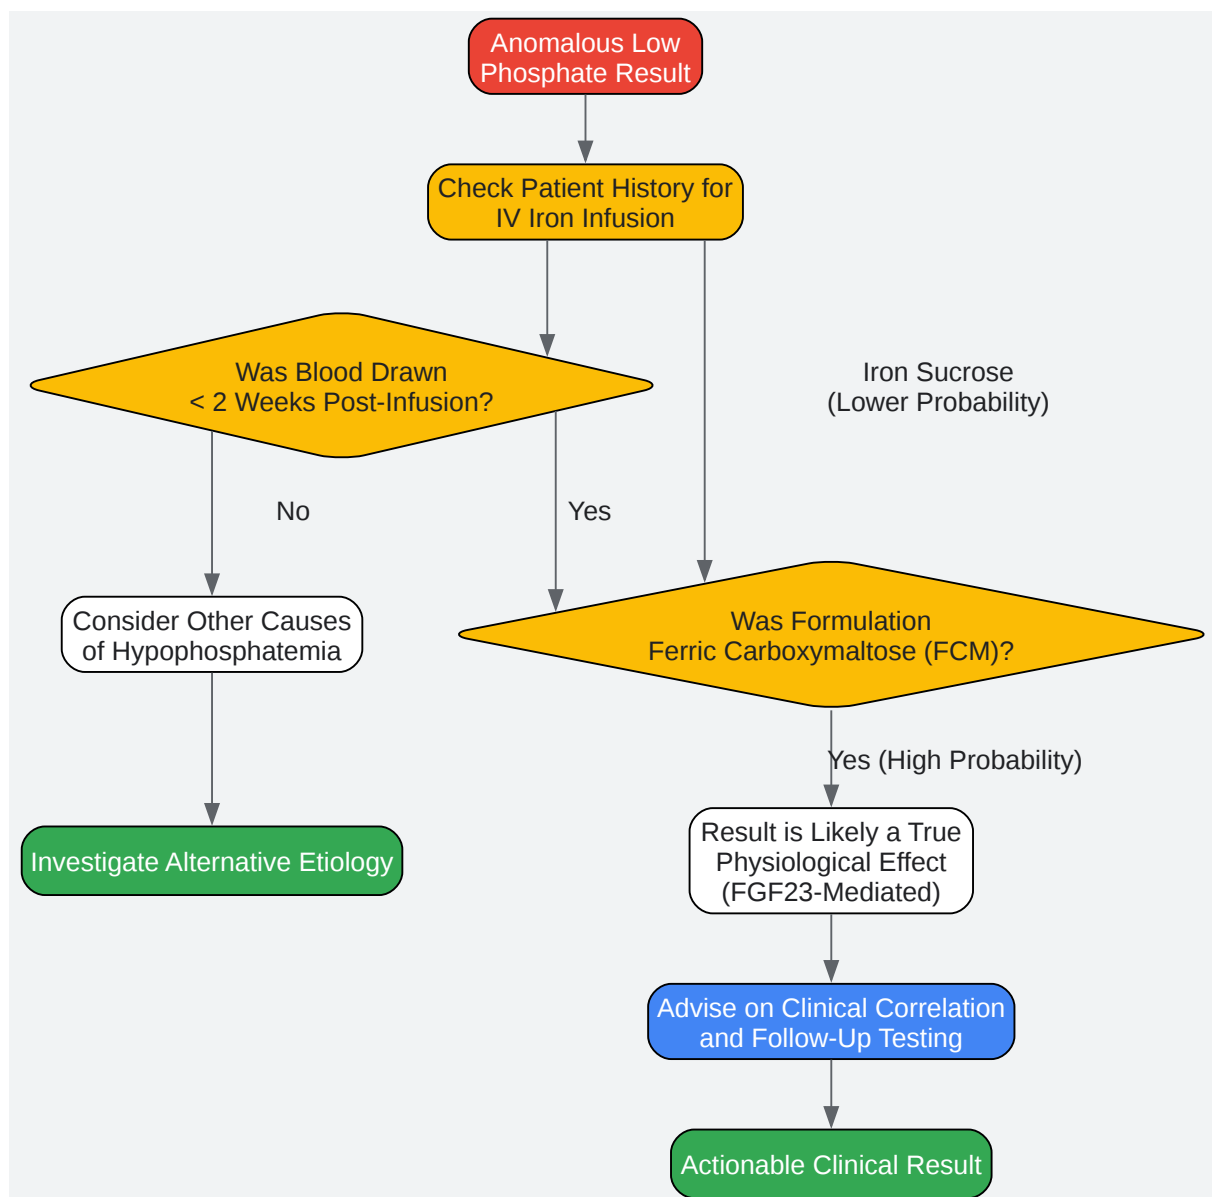 Anomalous Low
Phosphate Result
Check Patient History for
IV Iron Infusion
Was Blood Drawn
< 2 Weeks Post-Infusion?
Iron Sucrose
(Lower Probability)
No
Yes
Consider Other Causes
of Hypophosphatemia
Was Formulation
Ferric Carboxymaltose (FCM)?
Yes (High Probability)
Investigate Alternative Etiology
Result is Likely a True
Physiological Effect
(FGF23-Mediated)
Advise on Clinical Correlation
and Follow-Up Testing
Actionable Clinical Result